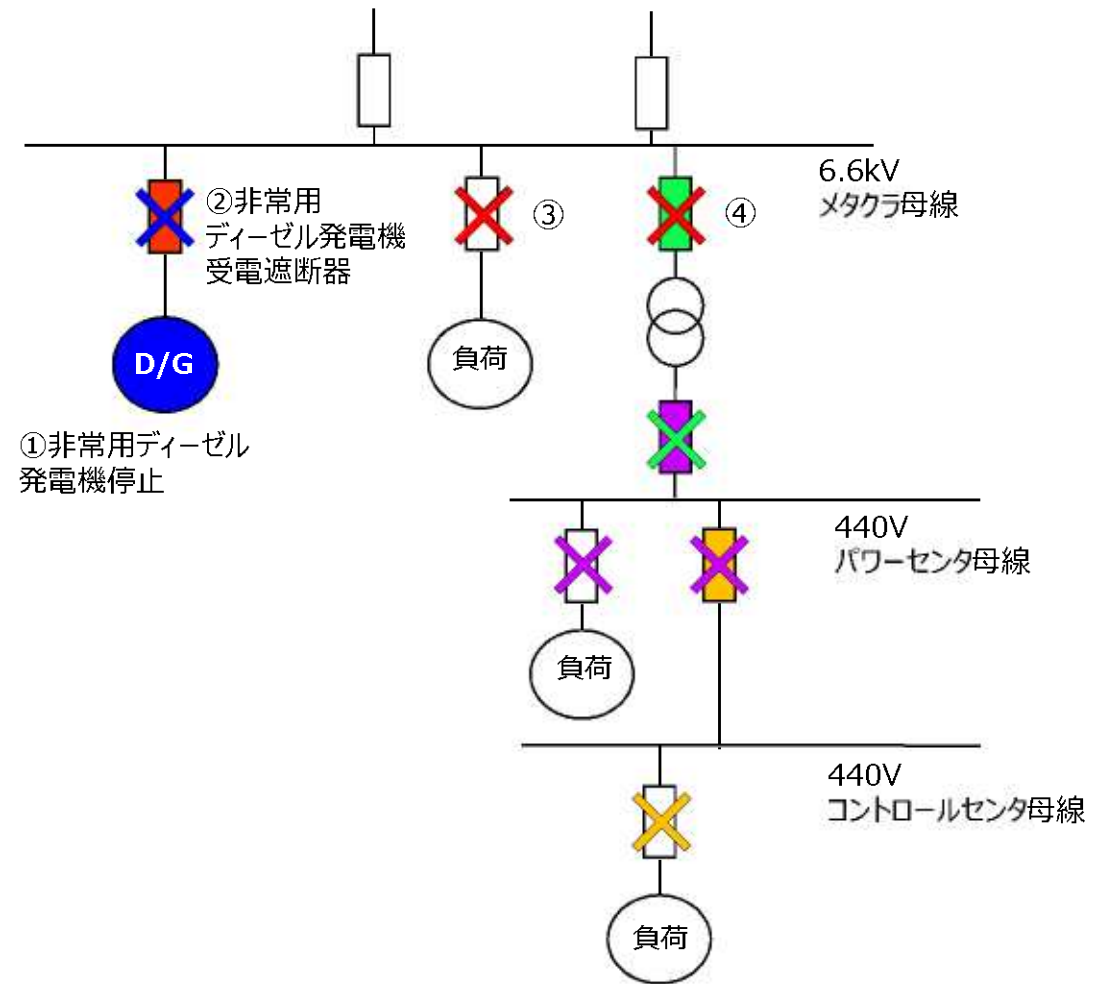 6.6kV
メタクラ母線
②非常用
ディーゼル発電機
受電遮断器
③
④
D/G
負荷
①非常用ディーゼル
発電機停止
440V
パワーセンタ母線
負荷
440V
コントロールセンタ母線
負荷